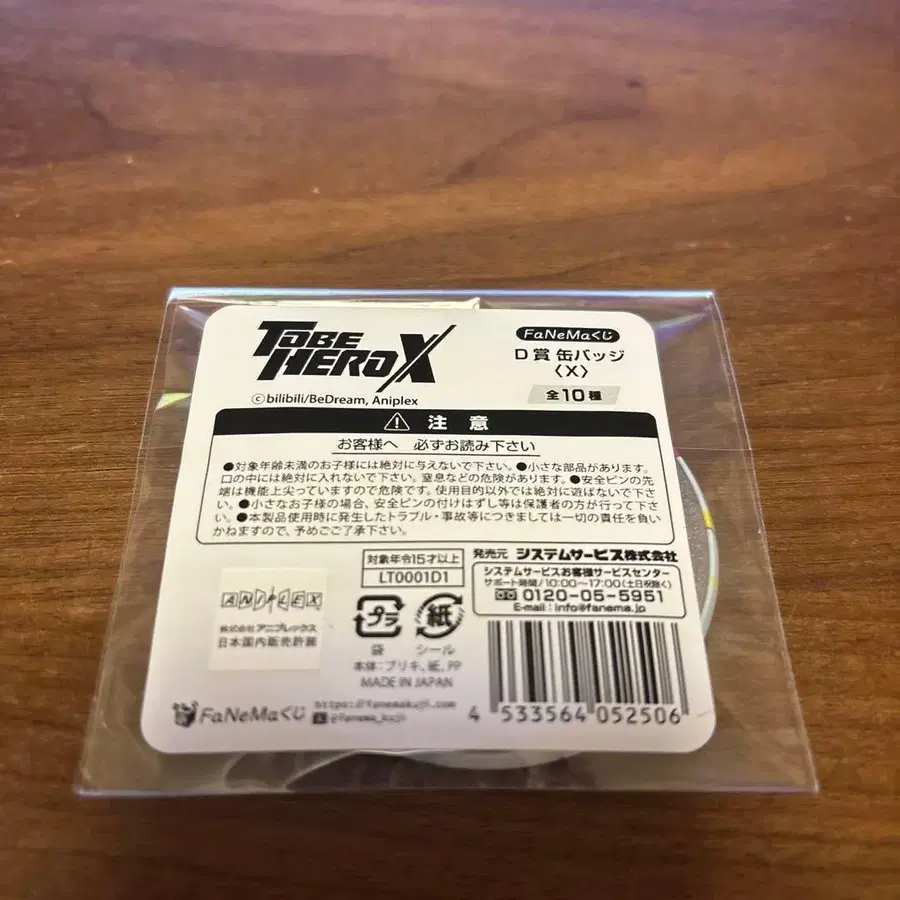 TOBE
HERO X
©bilibili/BeDream, Aniplex
FaNeMaくじ
D賞 缶バッジ
〈X〉
全10種
注意
お客様へ 必ずお読み下さい
●対象年齢未満のお子様には絶対に与えないで下さい。●小さな部品があります。
口の中には絶対に入れないで下さい。窒息などの危険があります。●安全ピンの先
端は機能上尖っていますので危険です。使用目的以外では絶対に遊ばないで下さ
い。●小さなお子様の場合、安全ピンの付けはずし等は保護者の方が行って下さ
い。●本製品使用時に発生したトラブル・事故等につきましては一切の責任を負い
かねますので、予めご了承下さい。
対象年令15才以上
LT0001D1
発売元 システムサービス株式会社
システムサービスお客様サービスセンター
サポート時間/10:00~17:00(土日祝除く)
0120-05-5951
E-mail:info@fanema.jp
ANIPLEX
株式会社アニプレックス
日本国内販売許諾
プラ
紙
袋 シール
本体:ブリキ、紙、PP
MADE IN JAPAN
FaNeMaくじ
https://fanemakuji.com
X @fanema_kuji
4 533564 052506